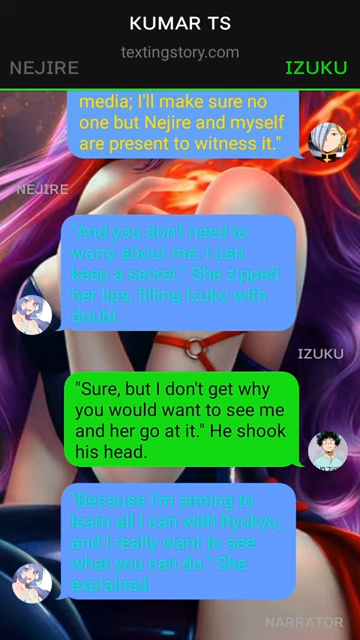 KUMAR TS
textingstory.com
NEJIRE
IZUKU
media; I'll make sure no
one but Nejire and myself
are present to witness it."
NEJIRE
"And you don't need to
worry about me; I can
keep a secret." She zipped
her lips, filling Izuku with
doubt.
IZUKU
"Sure, but I don't get why
you would want to see me
and her go at it." He shook
his head.
"Because I'm aiming to
learn all I can with Ryukyu,
and I really want to see
what you can do." She
explained.
NARRATOR